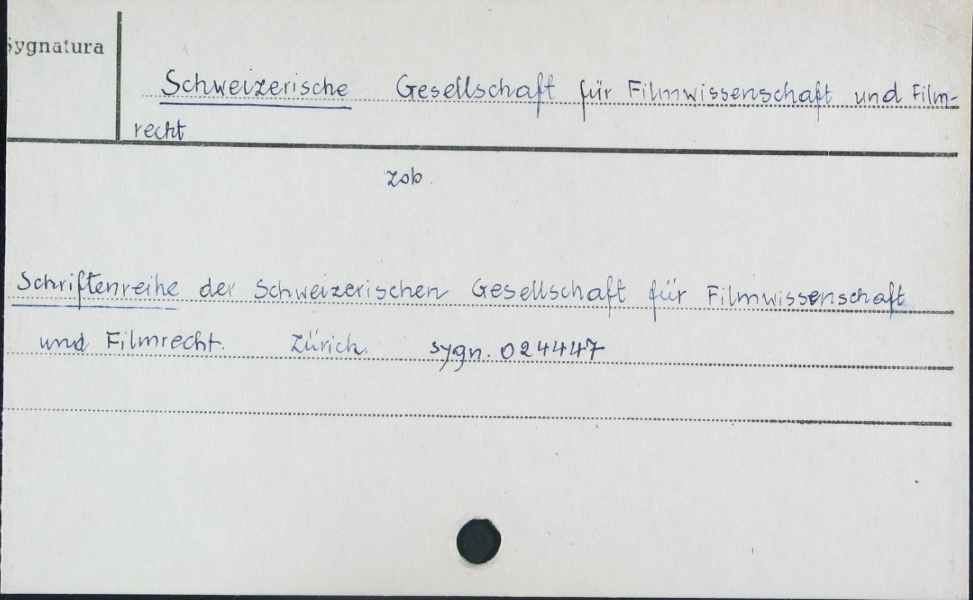 Sygnatura
Schweizerische Gesellschaft für Filmwissenschaft und Film-
recht
zob.
Schriftenreihe der Schweizerischen Gesellschaft für Filmwissenschaft
und Filmrecht. Zürich. sygn. 024447